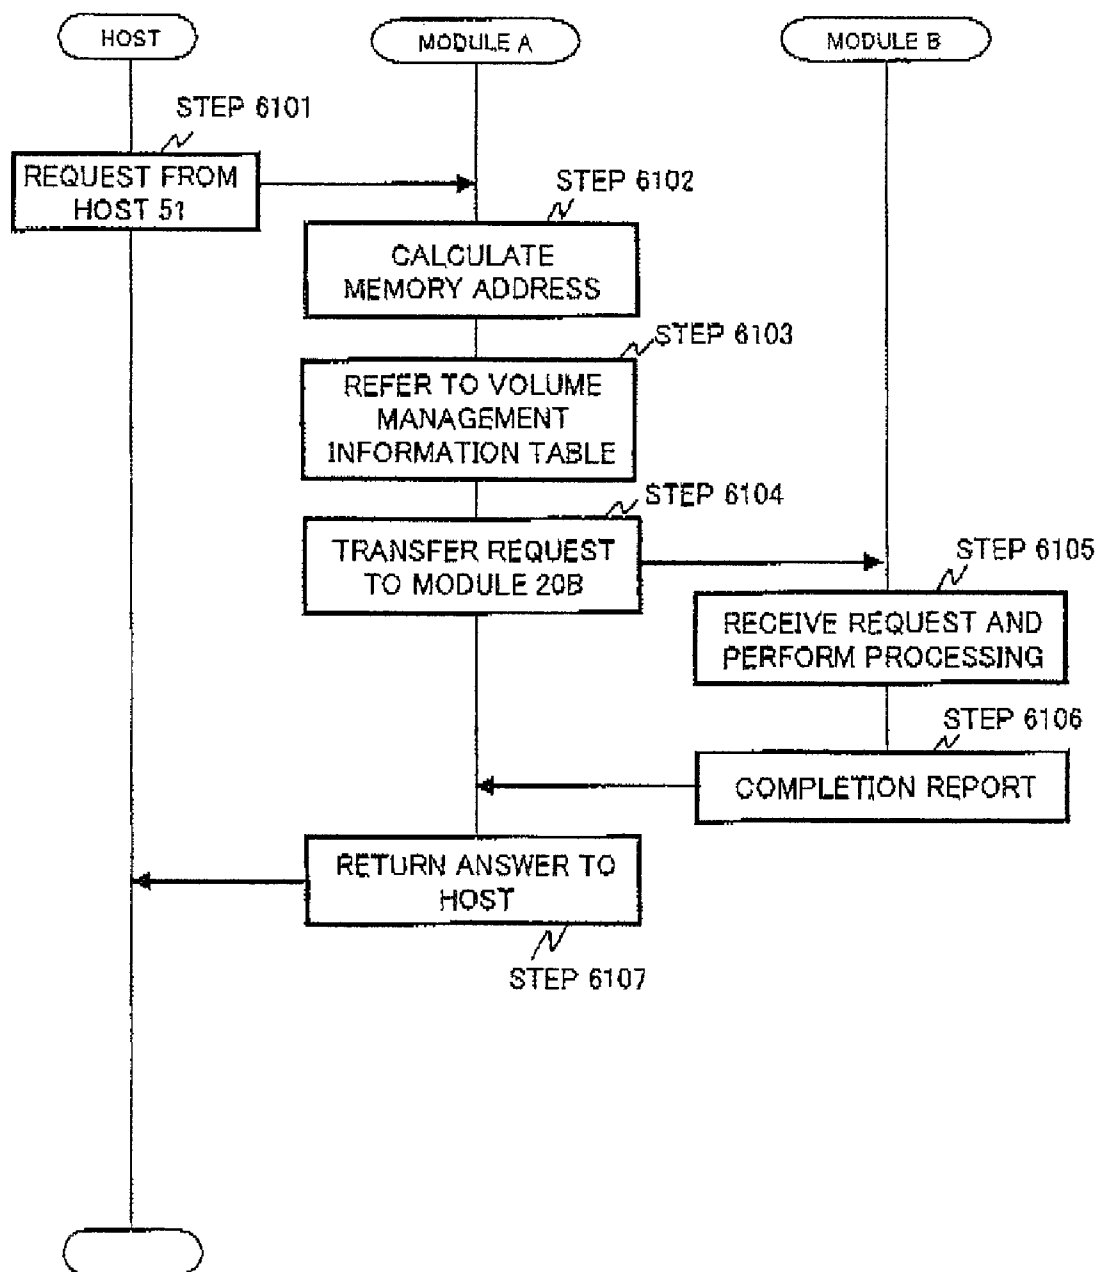 HOST
MODULE A
MODULE B
STEP 6101
REQUEST FROM
HOST 51
STEP 6102
CALCULATE
MEMORY ADDRESS
STEP 6103
REFER TO VOLUME
MANAGEMENT
INFORMATION TABLE
STEP 6104
TRANSFER REQUEST
TO MODULE 20B
STEP 6105
RECEIVE REQUEST AND
PERFORM PROCESSING
STEP 6106
COMPLETION REPORT
RETURN ANSWER TO
HOST
STEP 6107